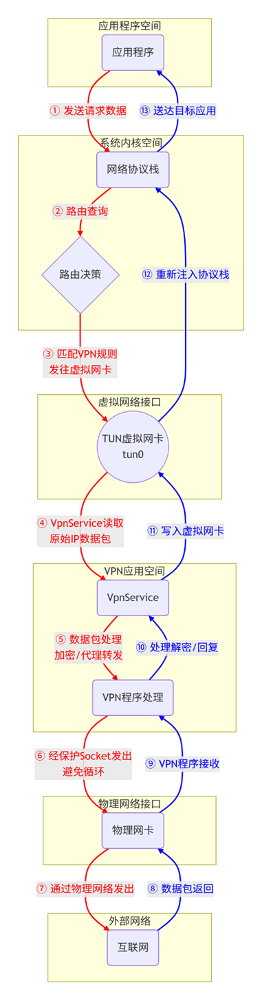 应用程序空间
应用程序
① 发送请求数据
⑬ 送达目标应用
系统内核空间
网络协议栈
② 路由查询
路由决策
⑫ 重新注入协议栈
③ 匹配VPN规则
发往虚拟网卡
虚拟网络接口
TUN虚拟网卡
tun0
④ VpnService读取
原始IP数据包
⑪ 写入虚拟网卡
VPN应用空间
VpnService
⑤ 数据包处理
加密/代理转发
⑩ 处理解密/回复
VPN程序处理
⑥ 经保护Socket发出
避免循环
⑨ VPN程序接收
物理网络接口
物理网卡
⑦ 通过物理网络发出
⑧ 数据包返回
外部网络
互联网